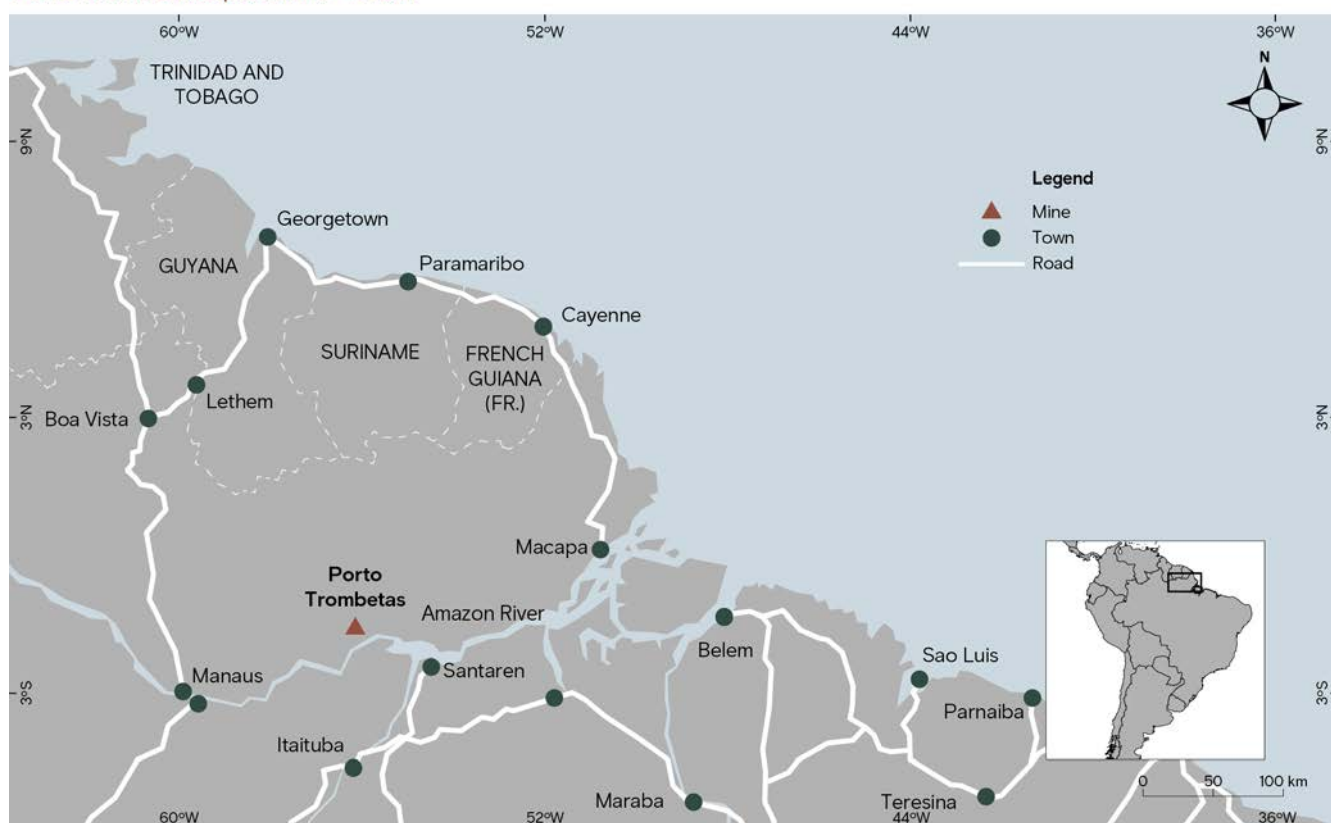 60°W
52°W
44°W
36°W
TRINIDAD AND
TOBAGO
N
9°N
9°N
Legend
Mine
Town
Road
Georgetown
GUYANA
Paramaribo
Cayenne
SURINAME
FRENCH
GUIANA
(FR.)
Lethem
Boa Vista
3°N
3°N
Macapa
Porto
Trombetas
Amazon River
Belem
Santaren
Manaus
Sao Luis
Parnaiba
3°S
3°S
Itaituba
Maraba
Teresina
0
50
100 km
60°W
52°W
44°W
36°W